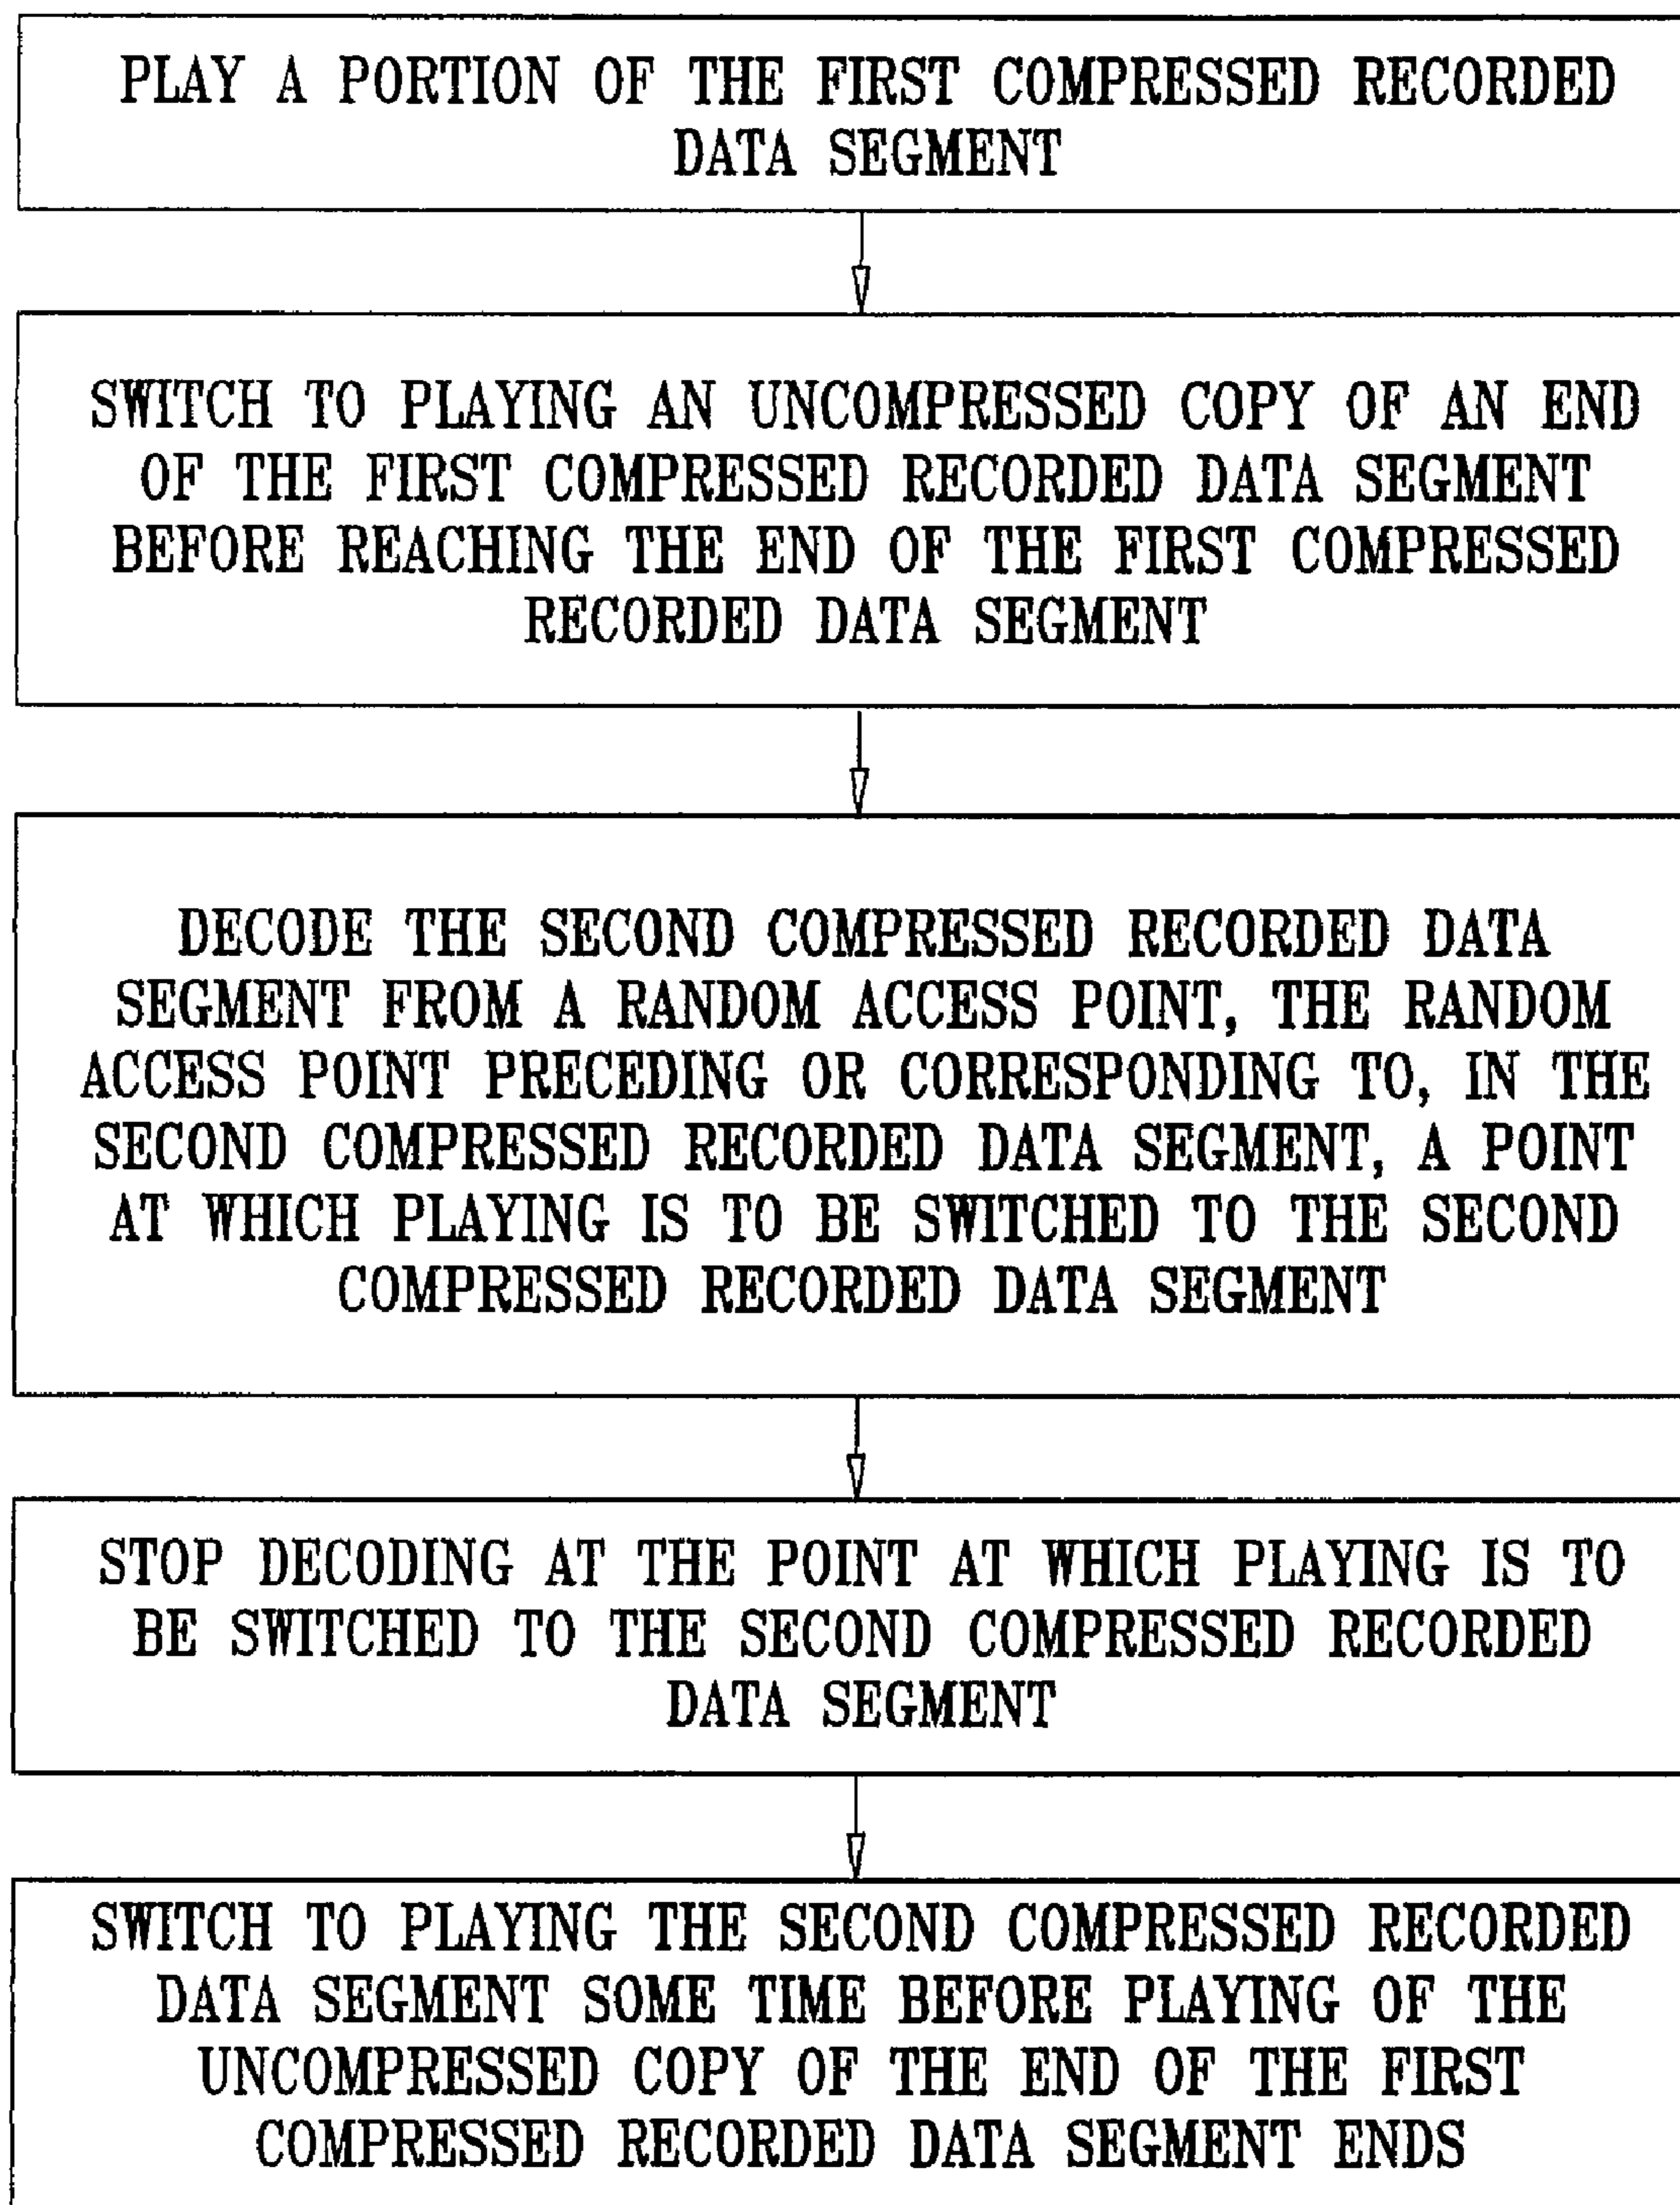 PLAY A PORTION OF THE FIRST COMPRESSED RECORDED
DATA SEGMENT
SWITCH TO PLAYING AN UNCOMPRESSED COPY OF AN END
OF THE FIRST COMPRESSED RECORDED DATA SEGMENT
BEFORE REACHING THE END OF THE FIRST COMPRESSED
RECORDED DATA SEGMENT
DECODE THE SECOND COMPRESSED RECORDED DATA
SEGMENT FROM A RANDOM ACCESS POINT, THE RANDOM
ACCESS POINT PRECEDING OR CORRESPONDING TO, IN THE
SECOND COMPRESSED RECORDED DATA SEGMENT, A POINT
AT WHICH PLAYING IS TO BE SWITCHED TO THE SECOND
COMPRESSED RECORDED DATA SEGMENT
STOP DECODING AT THE POINT AT WHICH PLAYING IS TO
BE SWITCHED TO THE SECOND COMPRESSED RECORDED
DATA SEGMENT
SWITCH TO PLAYING THE SECOND COMPRESSED RECORDED
DATA SEGMENT SOME TIME BEFORE PLAYING OF THE
UNCOMPRESSED COPY OF THE END OF THE FIRST
COMPRESSED RECORDED DATA SEGMENT ENDS